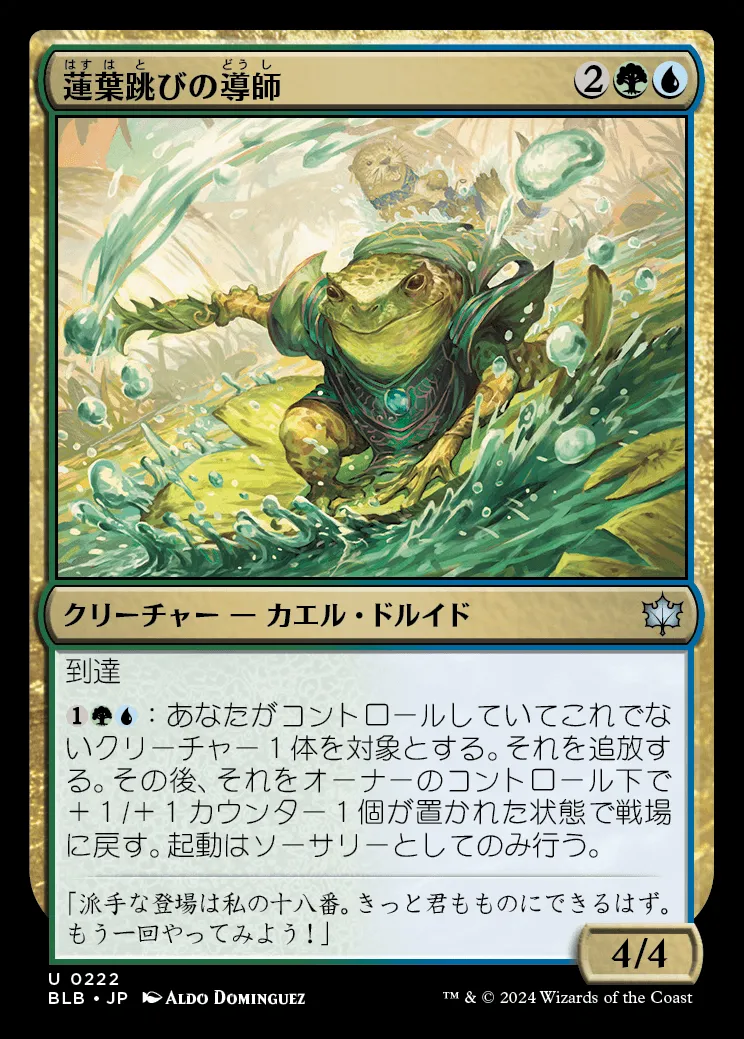 蓮葉跳びの導師
はすはと どうし
2
クリーチャー — カエル・ドルイド
到達
1：あなたがコントロールしていてこれでな
いクリーチャー１体を対象とする。それを追放す
る。その後、それをオーナーのコントロール下で
＋１/＋１カウンター１個が置かれた状態で戦場
に戻す。起動はソーサリーとしてのみ行う。
「派手な登場は私の十八番。きっと君もものにできるはず。
もう一回やってみよう！」
4/4
U 0222
BLB • JP Aldo Dominguez
™ & © 2024 Wizards of the Coast